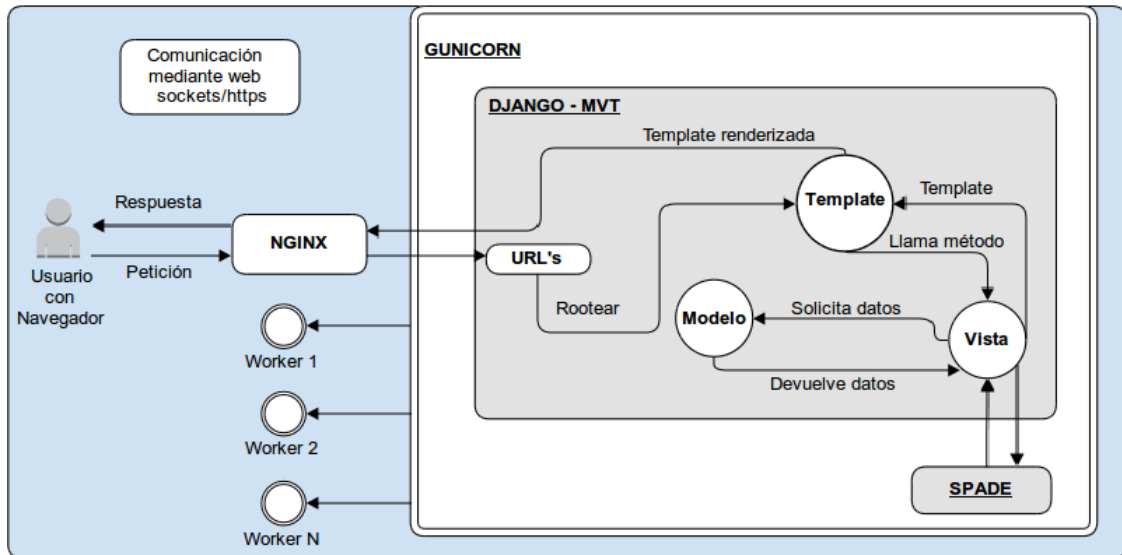 Comunicación
mediante web
sockets/https
GUNICORN
DJANGO - MVT
Template renderizada
Template
Template
Respuesta
NGINX
Llama método
URL's
Petición
Usuario
con
Navegador
Rootear
Modelo
Solicita datos
Vista
Devuelve datos
Worker 1
Worker 2
SPADE
Worker N